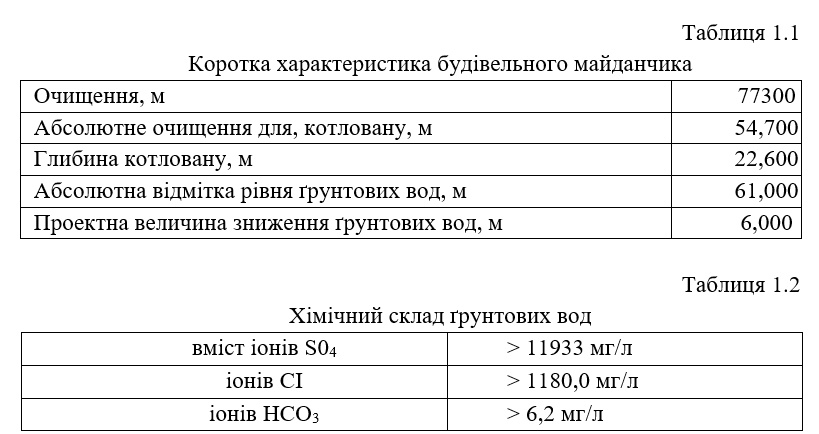 Таблиця 1.1
Коротка характеристика будівельного майданчика
Очищення, м 77300
Абсолютне очищення для, котловану, м 54,700
Глибина котловану, м 22,600
Абсолютна відмітка рівня ґрунтових вод, м 61,000
Проектна величина зниження ґрунтових вод, м 6,000
Таблиця 1.2
Хімічний склад ґрунтових вод
вміст іонів S0₄ > 11933 мг/л
іонів CI > 1180,0 мг/л
іонів HCO₃ > 6,2 мг/л